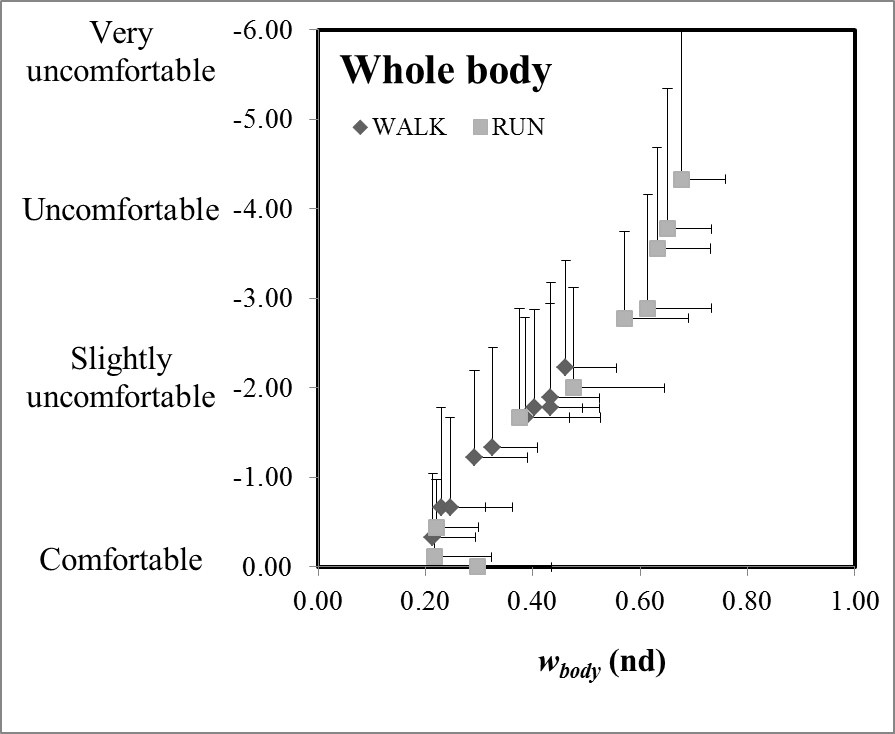 Very
uncomfortable
-6.00
Whole body
WALK
RUN
-5.00
Uncomfortable
-4.00
-3.00
Slightly
uncomfortable
-2.00
-1.00
Comfortable
0.00
0.00 0.20 0.40 0.60 0.80 1.00
w_body (nd)